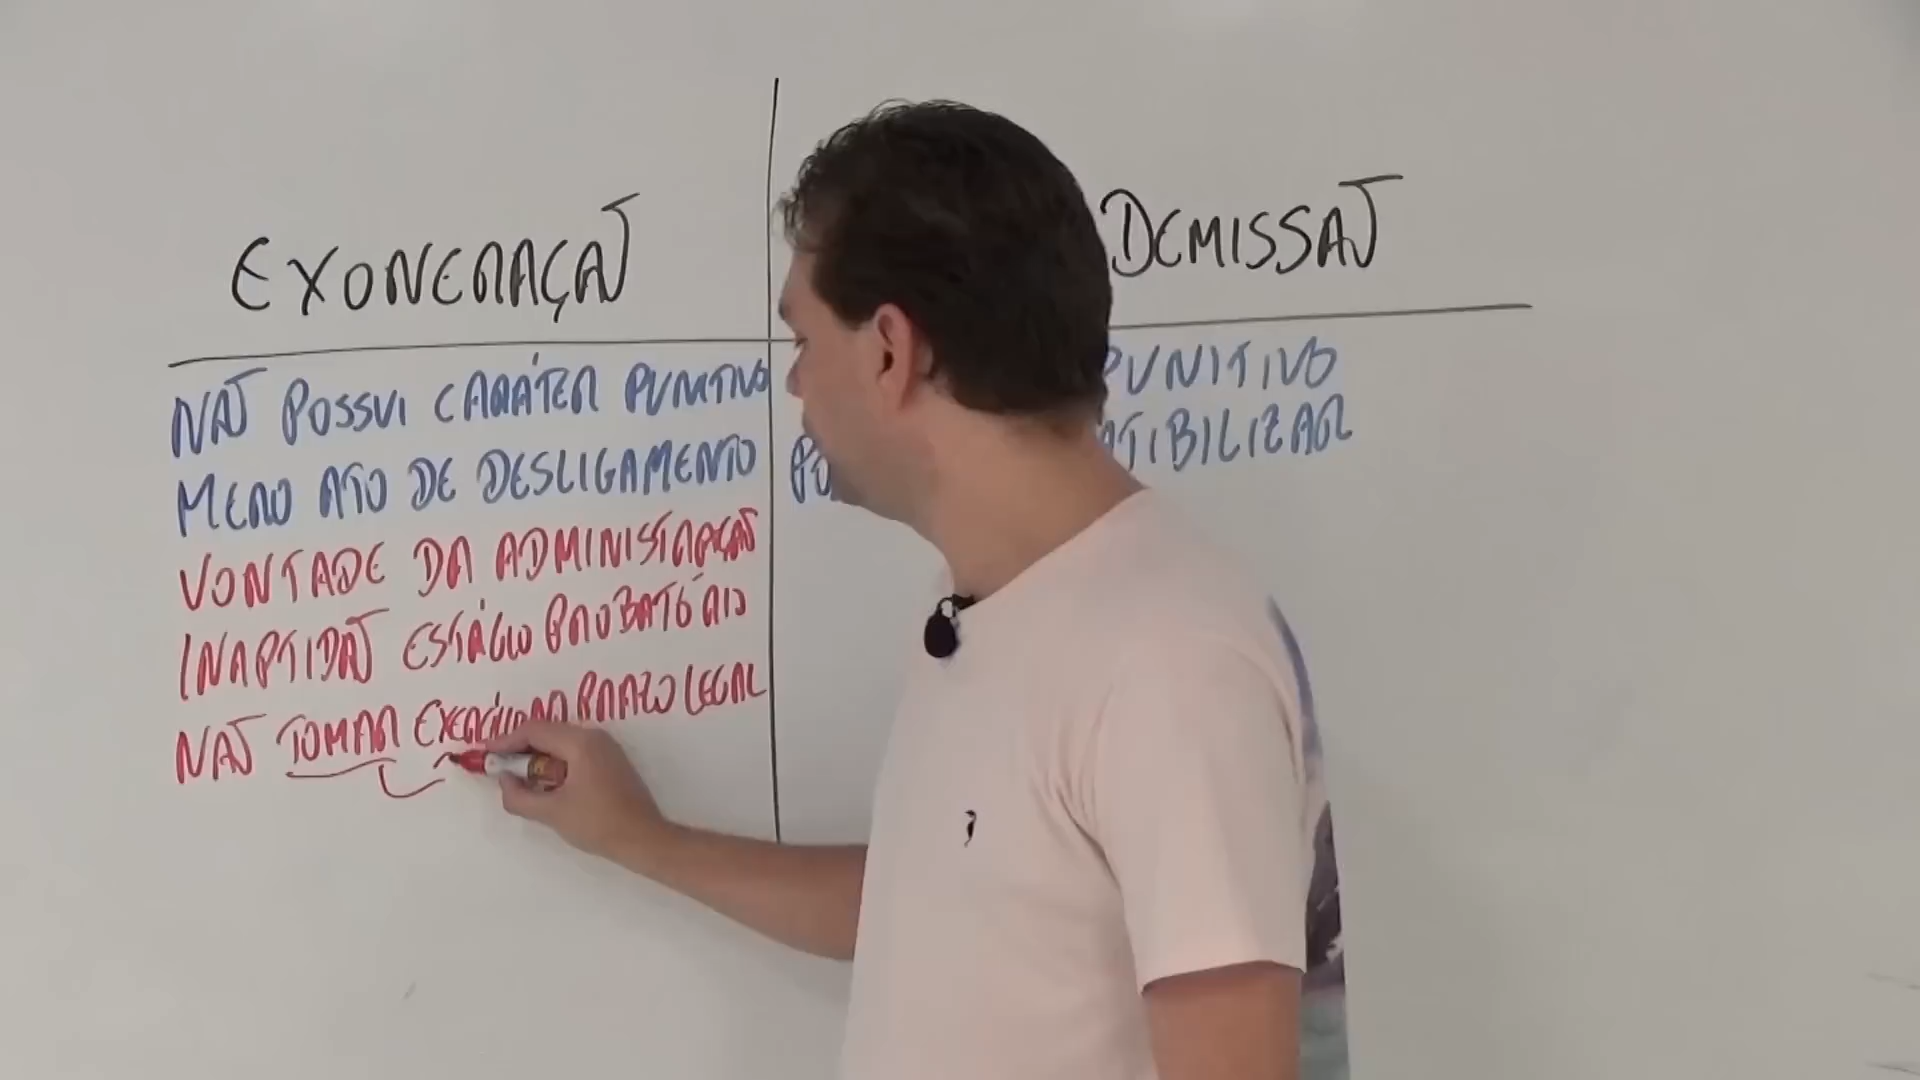 EXONERAÇÃO
NÃO POSSUI CARÁTER PUNITIVO
MERO ATO DE DESLIGAMENTO
VONTADE DA ADMINISTRAÇÃO
INAPTIDÃO ESTÁGIO PROBATÓRIO
NÃO TOMAR EXERCÍCIO NO PRAZO LEGAL
DEMISSÃO
PUNITIVO